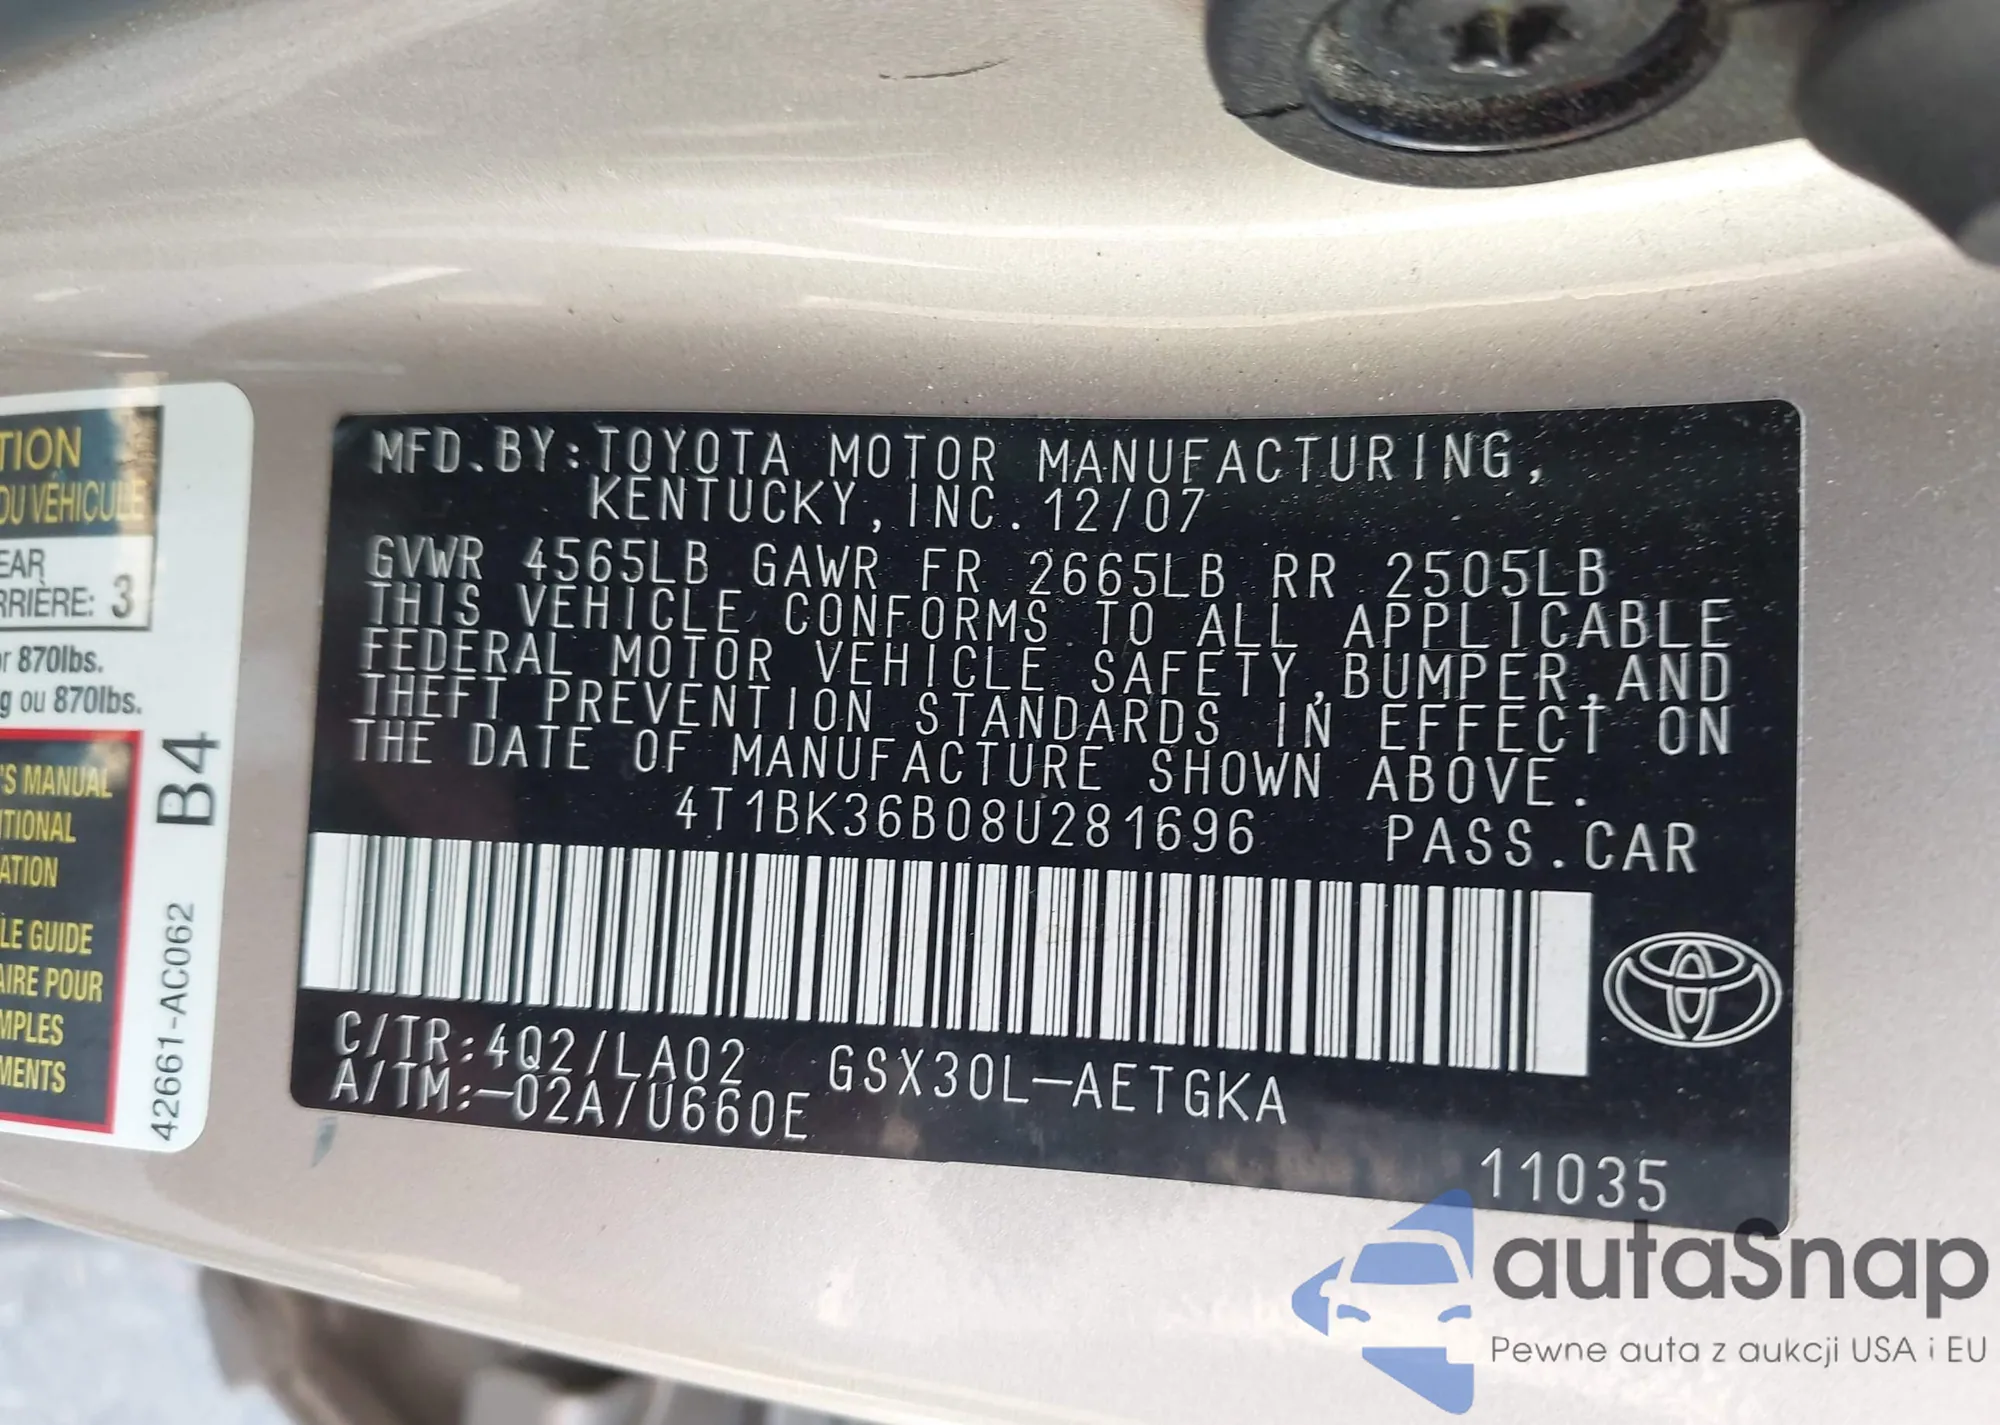 TION
DU VÉHICULE
EAR
RRIÈRE: 3
or 870lbs.
g ou 870lbs.
'S MANUAL
ITIONAL
ATION
LE GUIDE
AIRE POUR
MPLES
MENTS
42661-AC062 B4
MFD.BY:TOYOTA MOTOR MANUFACTURING,
KENTUCKY,INC.12/07
GVWR 4565LB GAWR FR 2665LB RR 2505LB
THIS VEHICLE CONFORMS TO ALL APPLICABLE
FEDERAL MOTOR VEHICLE SAFETY,BUMPER,AND
THEFT PREVENTION STANDARDS IN EFFECT ON
THE DATE OF MANUFACTURE SHOWN ABOVE.
4T1BK36B08U281696 PASS.CAR
C/TR:4Q2/LA02 GSX30L-AETGKA
A/TM:-02A/U660E
11035
autaSnap
Pewne auta z aukcji USA i EU